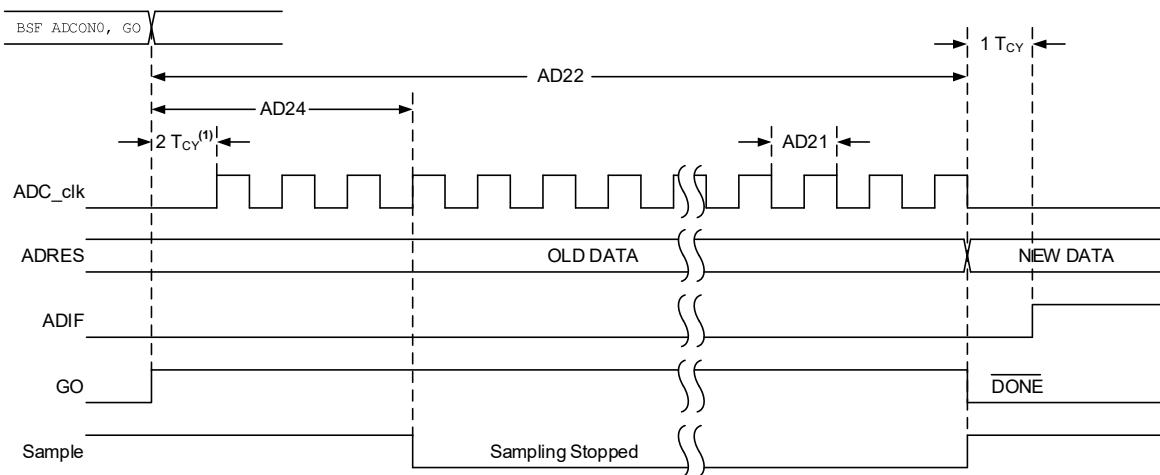 BSF ADCON0, GO
1 TCY
AD22
AD24
2 TCY(1)
AD21
ADC_clk
ADRES
OLD DATA
NEW DATA
ADIF
GO
DONE
Sample
Sampling Stopped